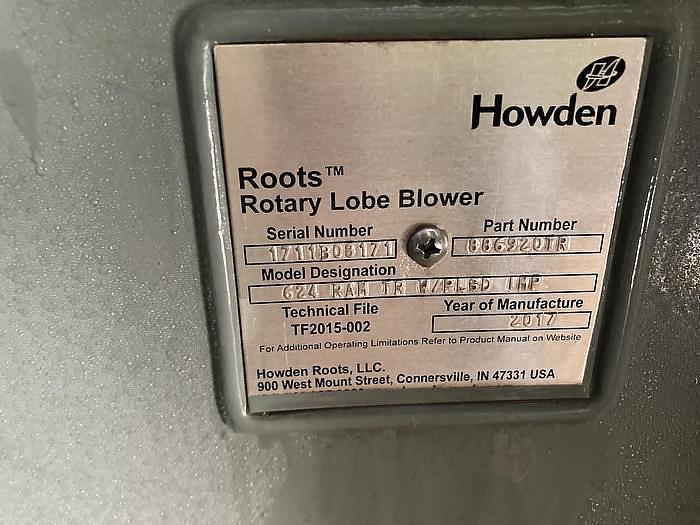 Howden
Roots™
Rotary Lobe Blower
Serial Number
Part Number
1711B08171
886920TR
Model Designation
624 RAM TR W/PLGD IMP
Technical File
Year of Manufacture
TF2015-002
2017
For Additional Operating Limitations Refer to Product Manual on Website
Howden Roots, LLC.
900 West Mount Street, Connersville, IN 47331 USA